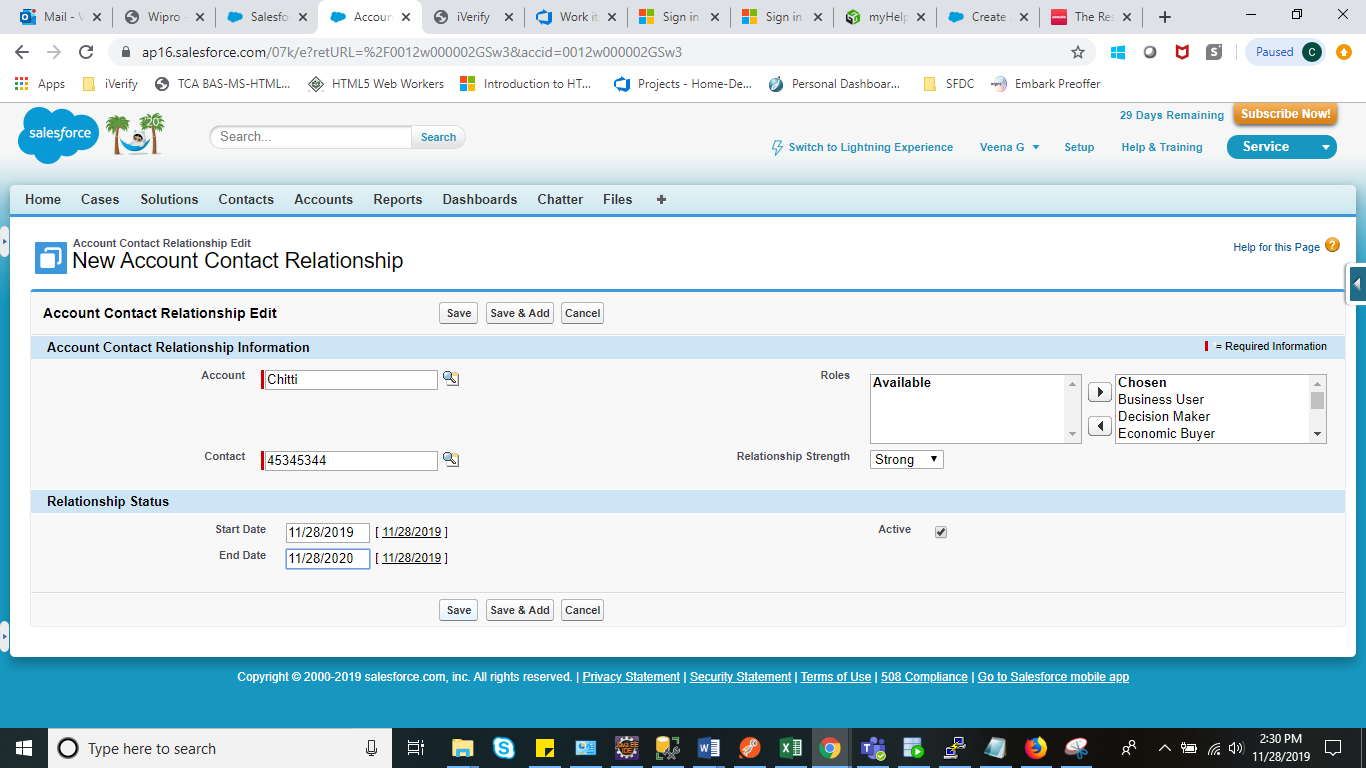 Mail - V
Wipro -
Salesfo
Accoun
iVerify
Work it
Sign in
Sign in
myHelp
Create
The Res
ap16.salesforce.com/07k/e?retURL=%2F0012w000002GSw3&accid=0012w000002GSw3
Paused C
Apps iVerify TCA BAS-MS-HTML... HTML5 Web Workers Introduction to HT... Projects - Home-De... Personal Dashboar... SFDC Embark Preoffer
salesforce
20
Search...
Search
29 Days Remaining Subscribe Now!
Switch to Lightning Experience Veena G Setup Help & Training Service
Home Cases Solutions Contacts Accounts Reports Dashboards Chatter Files +
Account Contact Relationship Edit
New Account Contact Relationship
Help for this Page ?
Account Contact Relationship Edit Save Save & Add Cancel
Account Contact Relationship Information = Required Information
Account Chitti
Roles
Available
Chosen
Business User
Decision Maker
Economic Buyer
Contact 45345344
Relationship Strength Strong
Relationship Status
Start Date 11/28/2019 [ 11/28/2019 ] Active
End Date 11/28/2020 [ 11/28/2019 ]
Save Save & Add Cancel
Copyright © 2000-2019 salesforce.com, inc. All rights reserved. | Privacy Statement | Security Statement | Terms of Use | 508 Compliance | Go to Salesforce mobile app
Type here to search
2:30 PM
11/28/2019